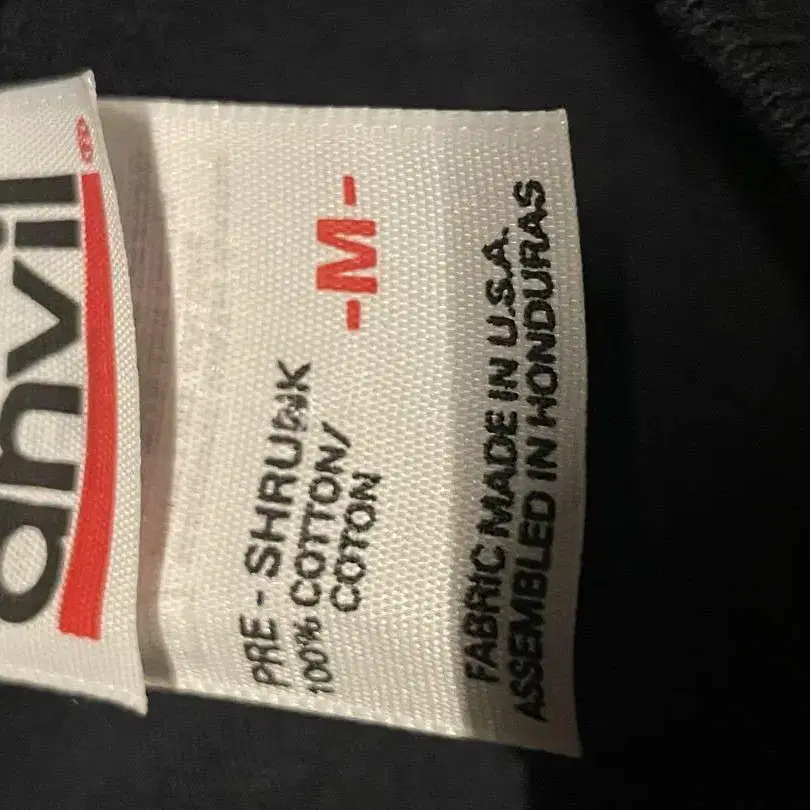 anvil®
PRE-SHRUNK
100% COTTON/
COTON
-M-
FABRIC MADE IN U.S.A.
ASSEMBLED IN HONDURAS